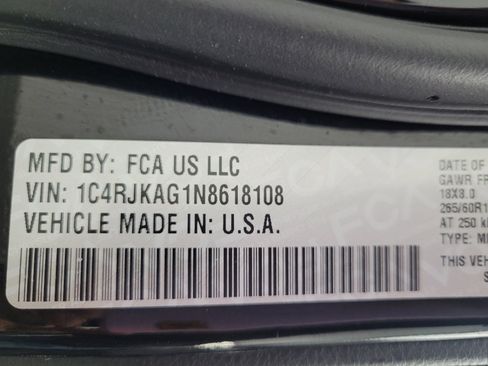 MFD BY: FCA US LLC
VIN: 1C4RJKAG1N8618108
VEHICLE MADE IN: U.S.A.
DATE OF
GAWR FR
18X8.0
265/60R1
AT 250 k
TYPE: M
THIS VEH